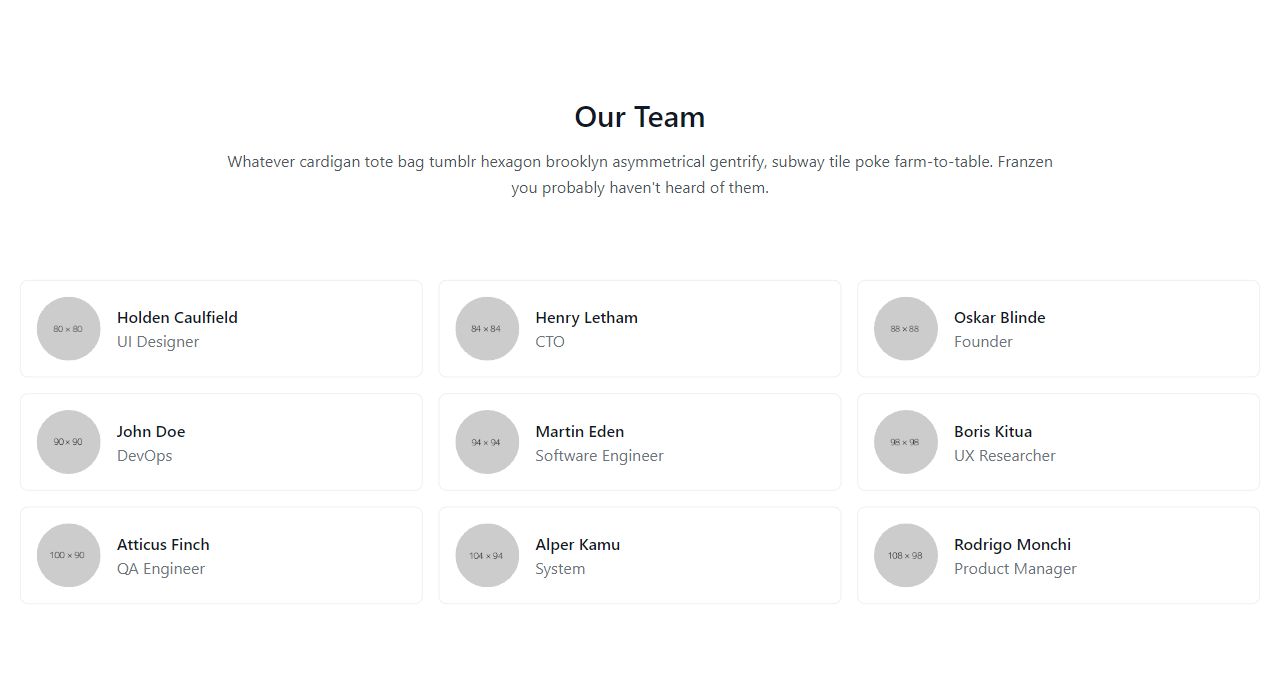 Our Team
Whatever cardigan tote bag tumblr hexagon brooklyn asymmetrical gentrify, subway tile poke farm-to-table. Franzen
you probably haven't heard of them.
80 × 80
Holden Caulfield
UI Designer
84 × 84
Henry Letham
CTO
88 × 88
Oskar Blinde
Founder
90 × 90
John Doe
DevOps
94 × 94
Martin Eden
Software Engineer
98 × 98
Boris Kitua
UX Researcher
100 × 90
Atticus Finch
QA Engineer
104 × 94
Alper Kamu
System
108 × 98
Rodrigo Monchi
Product Manager